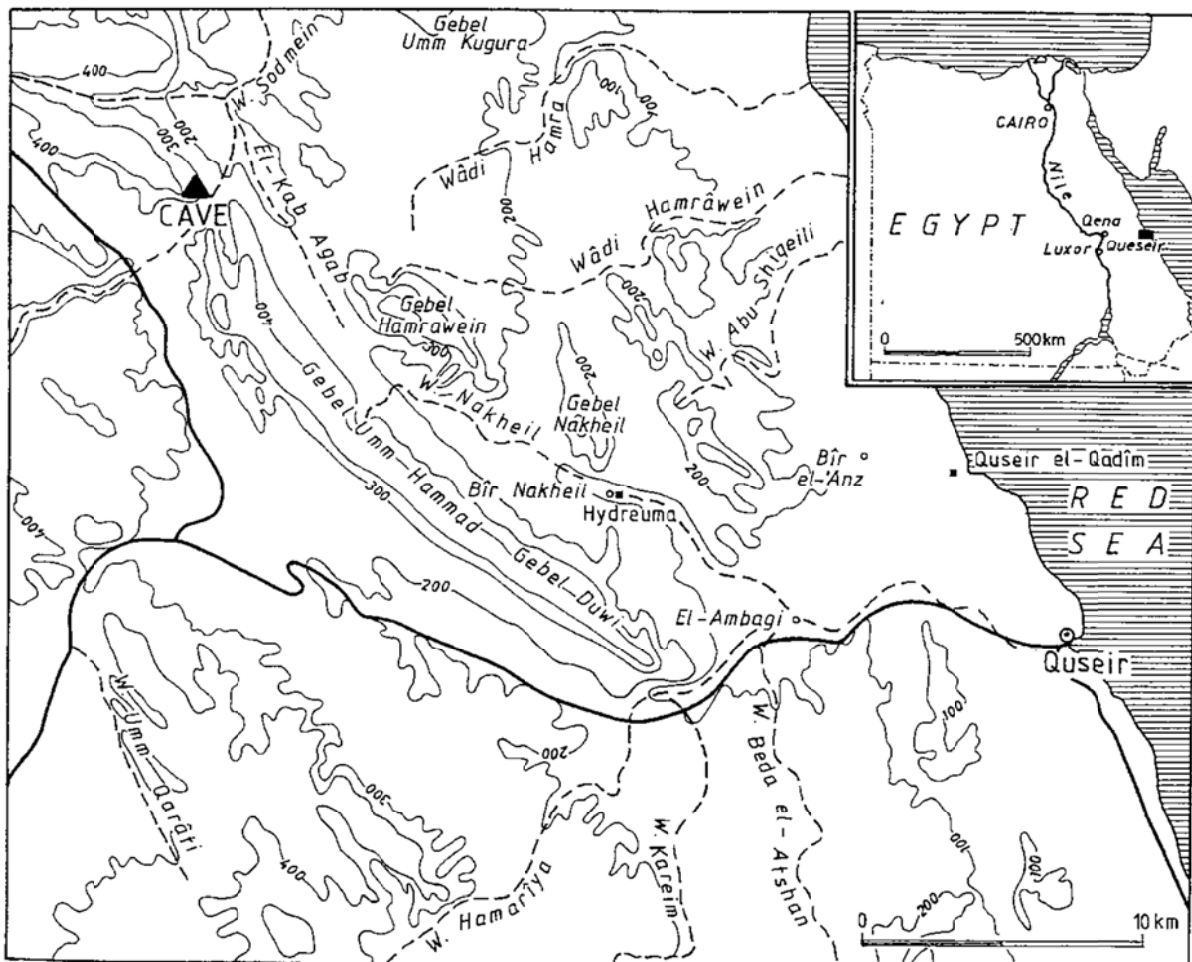 Gebel
Umm Kugura
400
W. Sodmein
200
300
400
100
100
Hamra
Wâdi
El-Kab
CAVE
Agab
200
Hamrâwein
Wâdi
W. Abu Shigeili
200
Gebel
Hamrawein
300
400
W. Nakheil
200
Gebel
Nakheil
Gebel Umm-Hammad
300
Bîr Nakheil
Hydreuma
200
Bîr
el-'Anz
Quseir el-Qadîm
RED
SEA
400
Gebel-Duwi
200
El-Ambagi
Quseir
W. Umm Qarâti
200
300
400
W. Hamarîya
W. Kareim
W. Beda el-Atshan
100
100
100
200
0 10 km
CAIRO
Nile
EGYPT
Qena
Luxor
Queseir
0 500 km